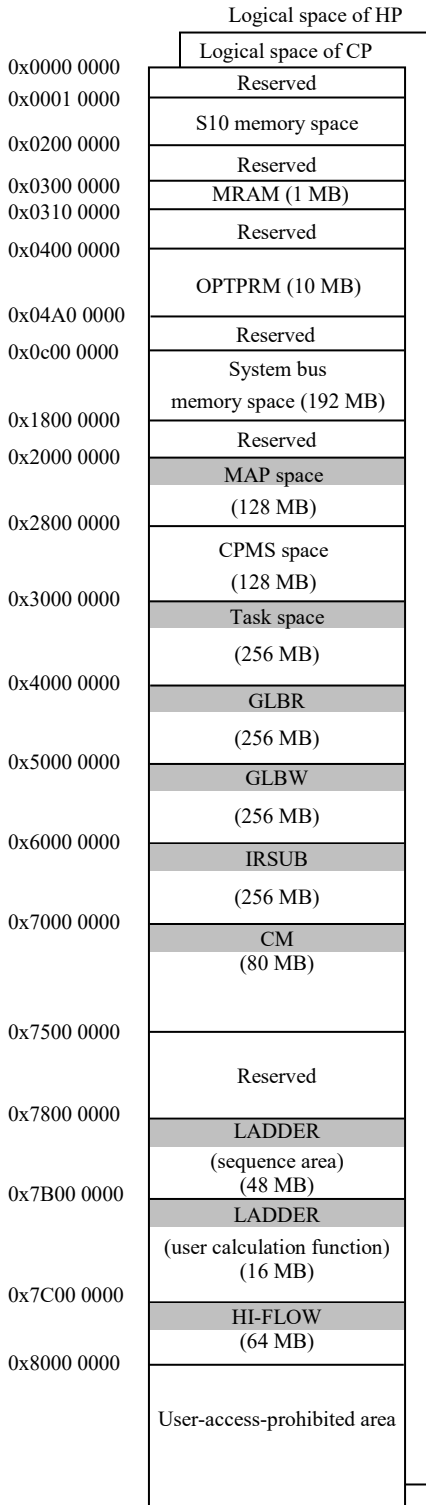 Logical space of HP
Logical space of CP
0x0000 0000
Reserved
0x0001 0000
S10 memory space
0x0200 0000
Reserved
0x0300 0000
MRAM (1 MB)
0x0310 0000
Reserved
0x0400 0000
OPTPRM (10 MB)
0x04A0 0000
Reserved
0x0c00 0000
System bus
memory space (192 MB)
0x1800 0000
Reserved
0x2000 0000
MAP space
(128 MB)
0x2800 0000
CPMS space
(128 MB)
0x3000 0000
Task space
(256 MB)
0x4000 0000
GLBR
(256 MB)
0x5000 0000
GLBW
(256 MB)
0x6000 0000
IRSUB
(256 MB)
0x7000 0000
CM
(80 MB)
0x7500 0000
Reserved
0x7800 0000
LADDER
(sequence area)
(48 MB)
0x7B00 0000
LADDER
(user calculation function)
(16 MB)
0x7C00 0000
HI-FLOW
(64 MB)
0x8000 0000
User-access-prohibited area